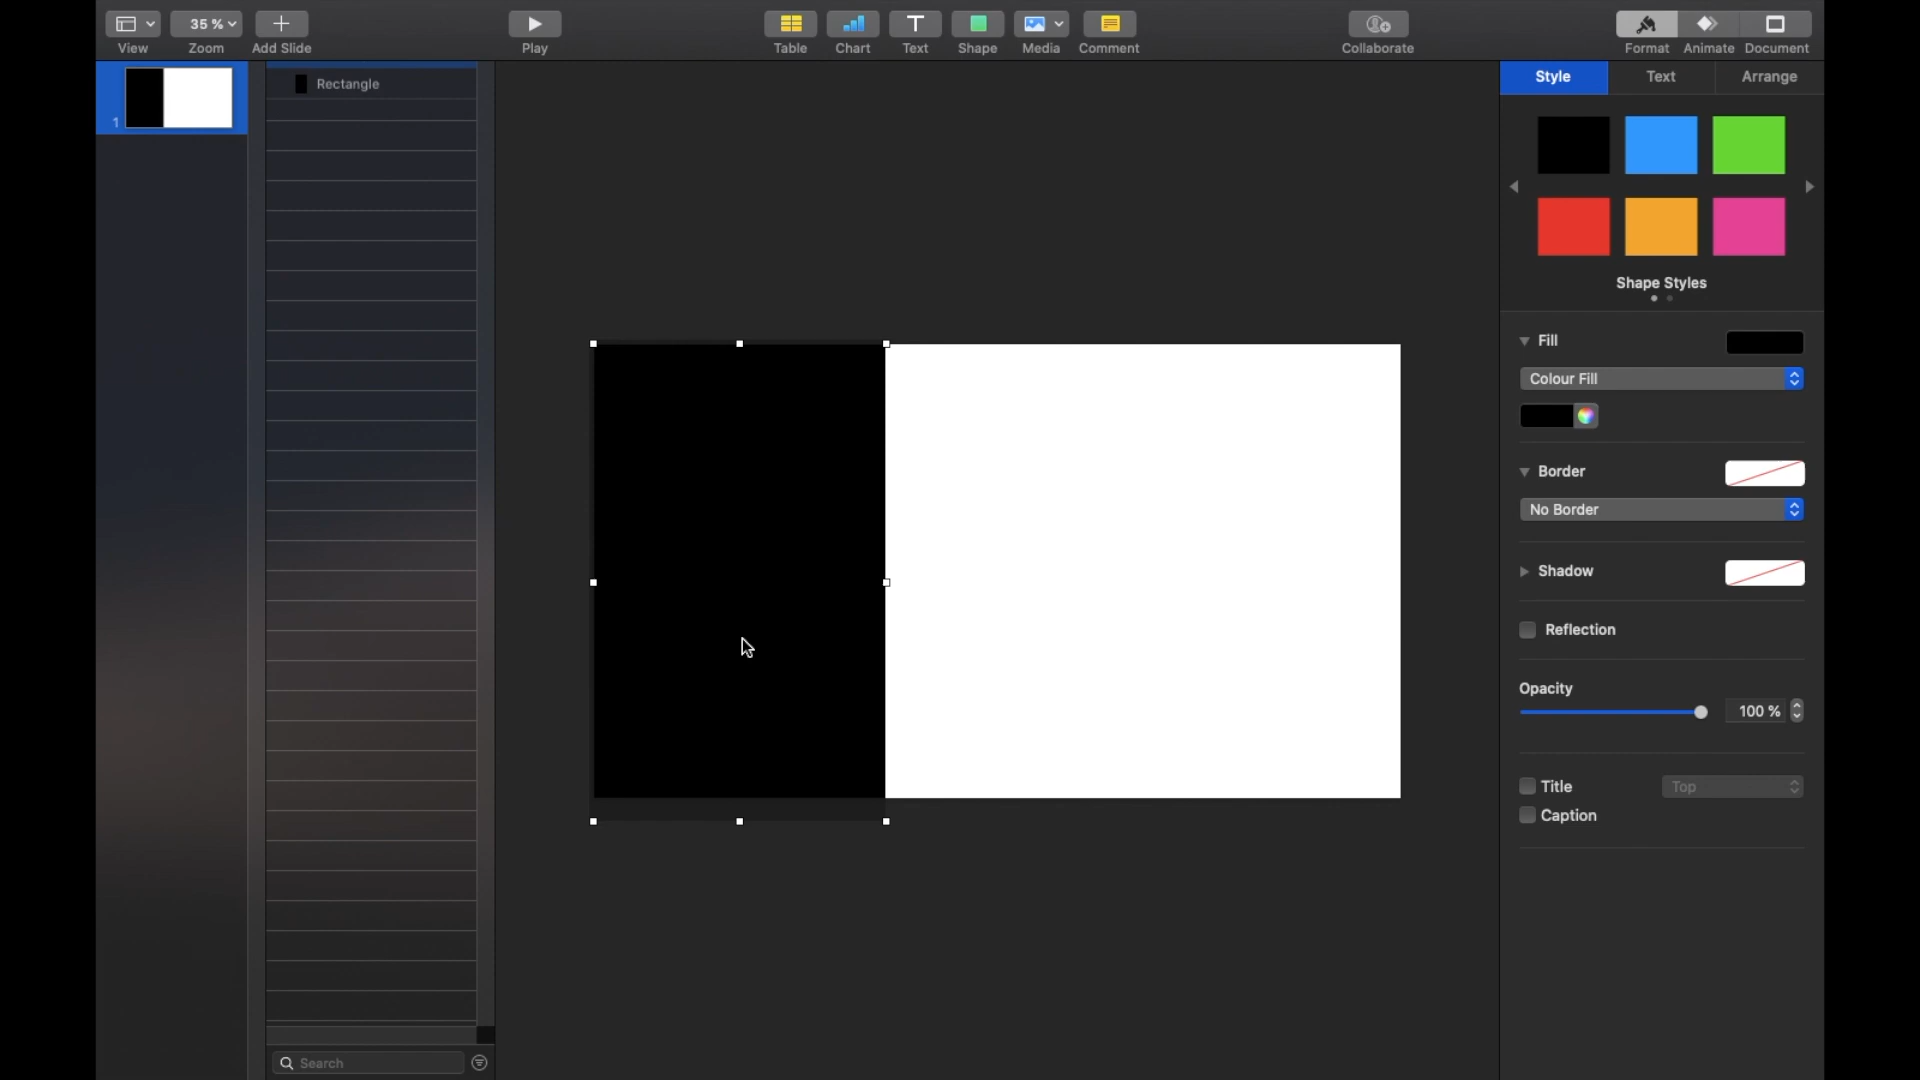 35 %
View
Zoom
Add Slide
Play
Table
Chart
Text
Shape
Media
Comment
Collaborate
Format
Animate
Document
1
Rectangle
Search
Style
Text
Arrange
Shape Styles
Fill
Colour Fill
Border
No Border
Shadow
Reflection
Opacity
100 %
Title
Top
Caption